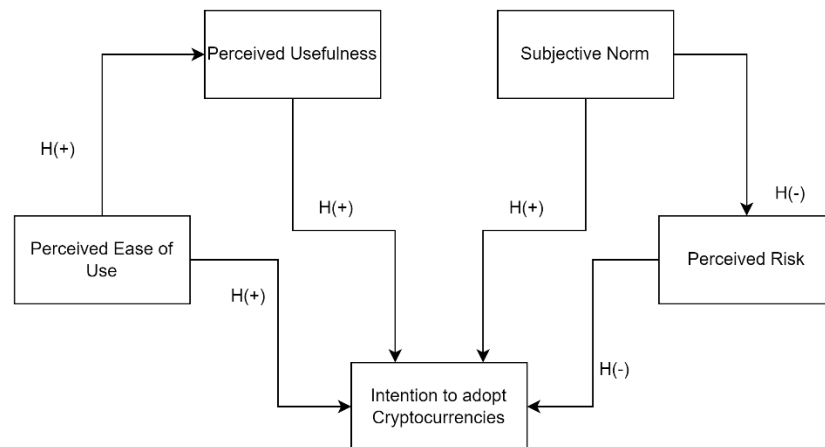 Perceived Usefulness
Subjective Norm
H(+)
H(+)
H(+)
H(-)
Perceived Ease of
Use
Perceived Risk
H(+)
H(-)
Intention to adopt
Cryptocurrencies